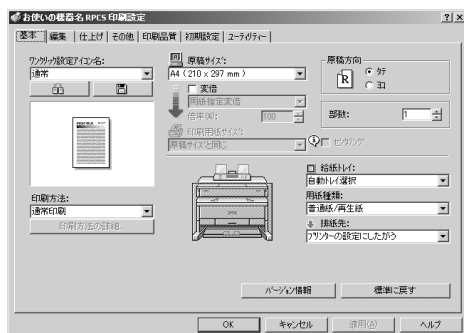 お使いの機器名 RPCS 印刷設定
基本 編集 仕上げ その他 印刷品質 初期設定 ユーティリティー
ワンクリック設定アイコン名:
通常
印刷方法:
通常印刷
印刷方法の詳細...
原稿サイズ:
A4 (210 x 297 mm)
変倍
用紙指定変倍
倍率(%):
100
印刷用紙サイズ:
原稿サイズと同じ
原稿方向
R
タテ
ヨコ
部数:
1
センタリング
給紙トレイ:
自動トレイ選択
用紙種類:
普通紙/再生紙
排紙先:
プリンターの設定にしたがう
バージョン情報
標準に戻す
OK キャンセル 適用(A) ヘルプ